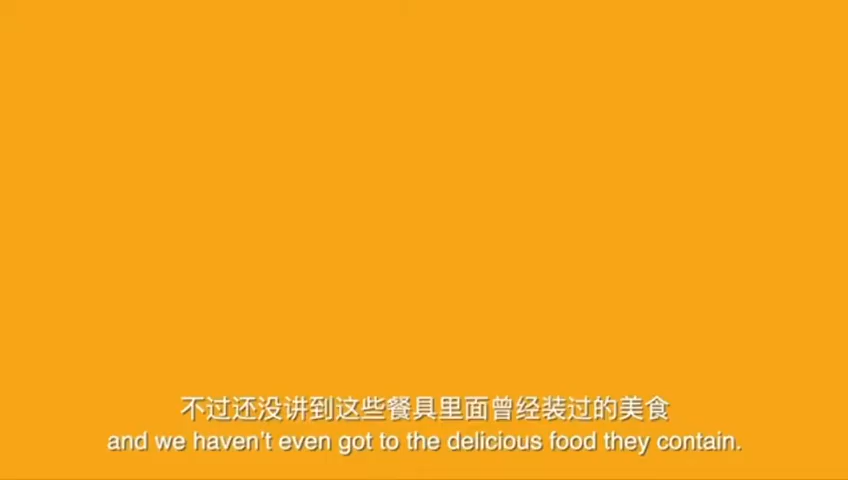 不过还没讲到这些餐具里面曾经装过的美食
and we haven't even got to the delicious food they contain.